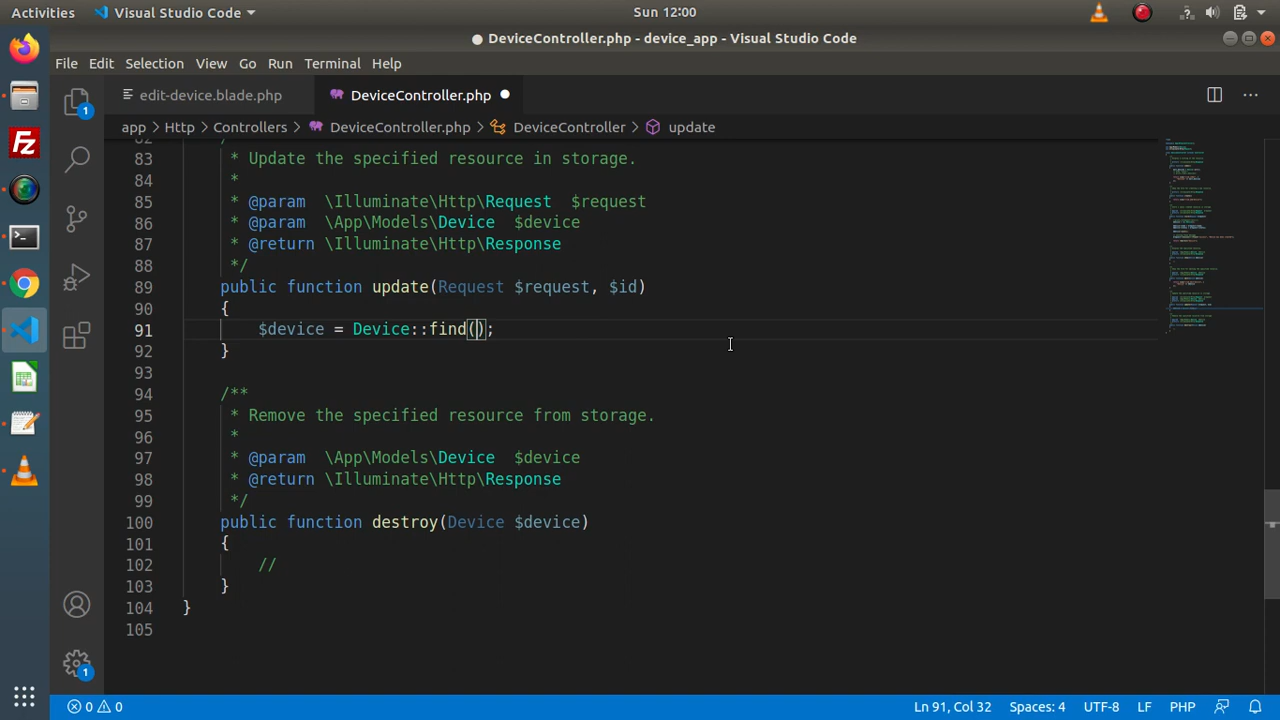 Activities
Visual Studio Code
Sun 12:00
● DeviceController.php - device_app - Visual Studio Code
File Edit Selection View Go Run Terminal Help
edit-device.blade.php
DeviceController.php
app > Http > Controllers > DeviceController.php > DeviceController > update
83 * Update the specified resource in storage.
84 *
85 * @param \Illuminate\Http\Request $request
86 * @param \App\Models\Device $device
87 * @return \Illuminate\Http\Response
88 */
89 public function update(Request $request, $id)
90 {
91 $device = Device::find();
92 }
93
94 /**
95 * Remove the specified resource from storage.
96 *
97 * @param \App\Models\Device $device
98 * @return \Illuminate\Http\Response
99 */
100 public function destroy(Device $device)
101 {
102 //
103 }
104 }
105
1
1
0 0
Ln 91, Col 32
Spaces: 4
UTF-8
LF
PHP